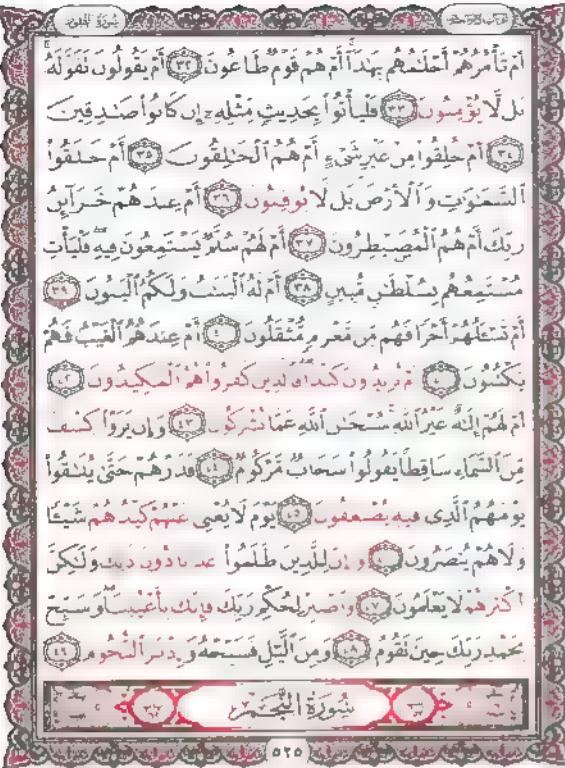 سورة الطور
أَمْ تَأْمُرُهُمْ أَحْلَامُهُم بِهَٰذَا أَمْ هُمْ قَوْمٌ طَاغُونَ ٣٢ أَمْ يَقُولُونَ تَقَوَّلَهُ
بَل لَّا يُؤْمِنُونَ ٣٣ فَلْيَأْتُوا بِحَدِيثٍ مِّثْلِهِ إِن كَانُوا صَادِقِينَ
٣٤ أَمْ خُلِقُوا مِنْ غَيْرِ شَيْءٍ أَمْ هُمُ الْخَالِقُونَ ٣٥ أَمْ خَلَقُوا
السَّمَاوَاتِ وَالْأَرْضَ بَل لَّا يُوقِنُونَ ٣٦ أَمْ عِندَهُمْ خَزَائِنُ
رَبِّكَ أَمْ هُمُ الْمُصَيْطِرُونَ ٣٧ أَمْ لَهُمْ سُلَّمٌ يَسْتَمِعُونَ فِيهِ فَلْيَأْتِ
مُسْتَمِعُهُم بِسُلْطَانٍ مُّبِينٍ ٣٨ أَمْ لَهُ الْبَنَاتُ وَلَكُمُ الْبَنُونَ ٣٩
أَمْ تَسْأَلُهُمْ أَجْرًا فَهُم مِّن مَّغْرَمٍ مُّثْقَلُونَ ٤٠ أَمْ عِندَهُمُ الْغَيْبُ فَهُمْ
يَكْتُبُونَ ٤١ أَمْ يُرِيدُونَ كَيْدًا فَالَّذِينَ كَفَرُوا هُمُ الْمَكِيدُونَ ٤٢
أَمْ لَهُمْ إِلَٰهٌ غَيْرُ اللَّهِ سُبْحَانَ اللَّهِ عَمَّا يُشْرِكُونَ ٤٣ وَإِن يَرَوْا كِسْفًا
مِّنَ السَّمَاءِ سَاقِطًا يَقُولُوا سَحَابٌ مَّرْكُومٌ ٤٤ فَذَرْهُمْ حَتَّىٰ يُلَاقُوا
يَوْمَهُمُ الَّذِي فِيهِ يُصْعَقُونَ ٤٥ يَوْمَ لَا يُغْنِي عَنْهُمْ كَيْدُهُمْ شَيْئًا
وَلَا هُمْ يُنصَرُونَ ٤٦ وَإِنَّ لِلَّذِينَ ظَلَمُوا عَذَابًا دُونَ ذَٰلِكَ وَلَٰكِنَّ
أَكْثَرَهُمْ لَا يَعْلَمُونَ ٤٧ وَاصْبِرْ لِحُكْمِ رَبِّكَ فَإِنَّكَ بِأَعْيُنِنَا وَسَبِّحْ
بِحَمْدِ رَبِّكَ حِينَ تَقُومُ ٤٨ وَمِنَ اللَّيْلِ فَسَبِّحْهُ وَإِدْبَارَ النُّجُومِ ٤٩
سُورَةُ النَّجْمِ
٥٢٥